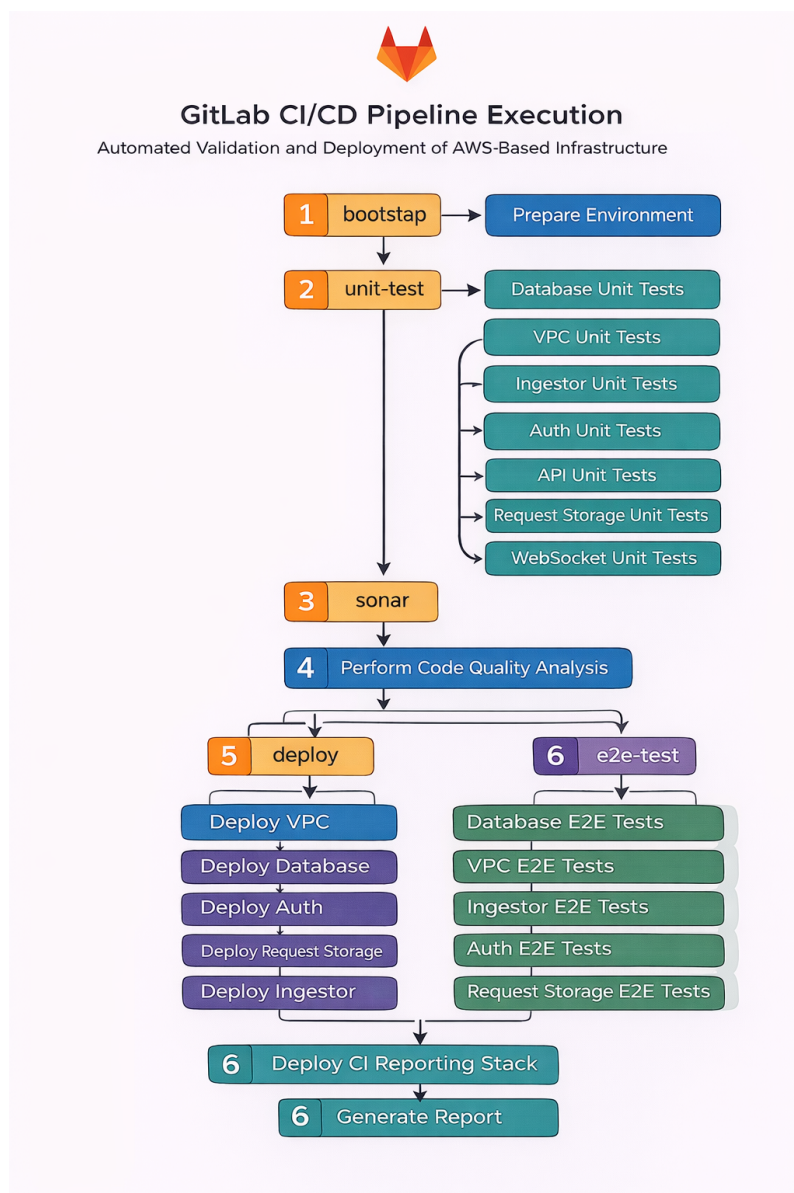 GitLab CI/CD Pipeline Execution
Automated Validation and Deployment of AWS-Based Infrastructure
1 bootstap
Prepare Environment
2 unit-test
Database Unit Tests
VPC Unit Tests
Ingestor Unit Tests
Auth Unit Tests
API Unit Tests
Request Storage Unit Tests
WebSocket Unit Tests
3 sonar
4 Perform Code Quality Analysis
5 deploy
6 e2e-test
Deploy VPC
Deploy Database
Deploy Auth
Deploy Request Storage
Deploy Ingestor
Database E2E Tests
VPC E2E Tests
Ingestor E2E Tests
Auth E2E Tests
Request Storage E2E Tests
6 Deploy CI Reporting Stack
6 Generate Report